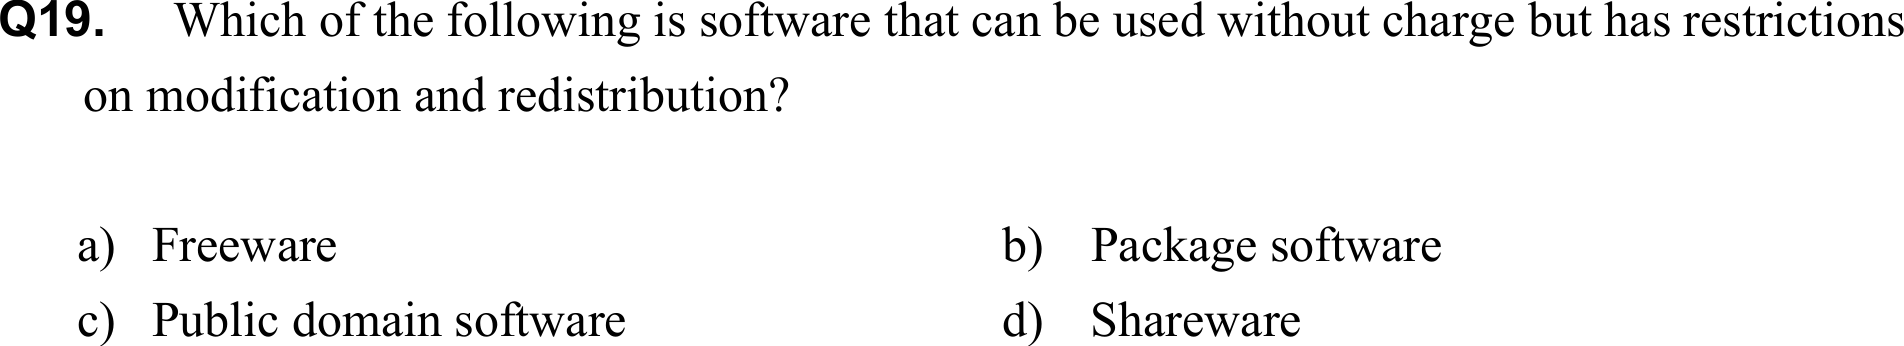 Q19. Which of the following is software that can be used without charge but has restrictions
on modification and redistribution?
a) Freeware b) Package software
c) Public domain software d) Shareware